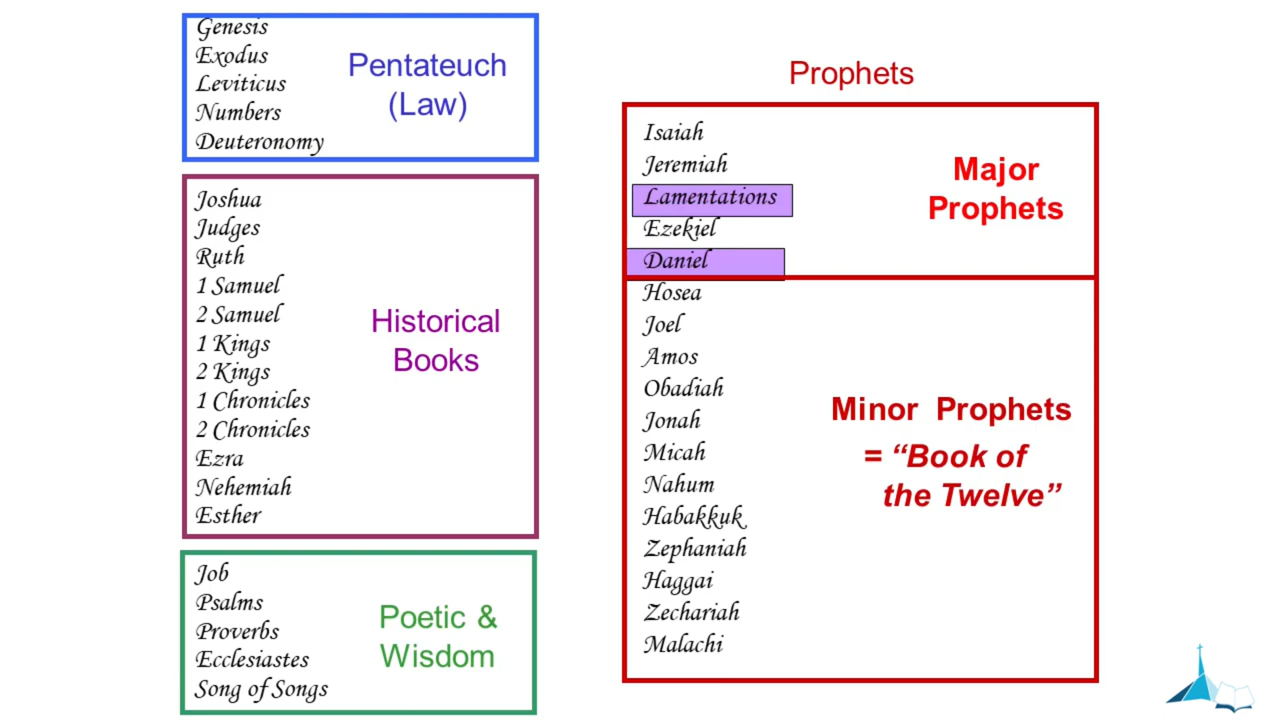 Genesis
Exodus
Leviticus
Numbers
Deuteronomy
Pentateuch
(Law)
Joshua
Judges
Ruth
1 Samuel
2 Samuel
1 Kings
2 Kings
1 Chronicles
2 Chronicles
Ezra
Nehemiah
Esther
Historical
Books
Job
Psalms
Proverbs
Ecclesiastes
Song of Songs
Poetic &
Wisdom
Prophets
Isaiah
Jeremiah
Lamentations
Ezekiel
Daniel
Major
Prophets
Hosea
Joel
Amos
Obadiah
Jonah
Micah
Nahum
Habakkuk
Zephaniah
Haggai
Zechariah
Malachi
Minor Prophets
= “Book of
the Twelve”